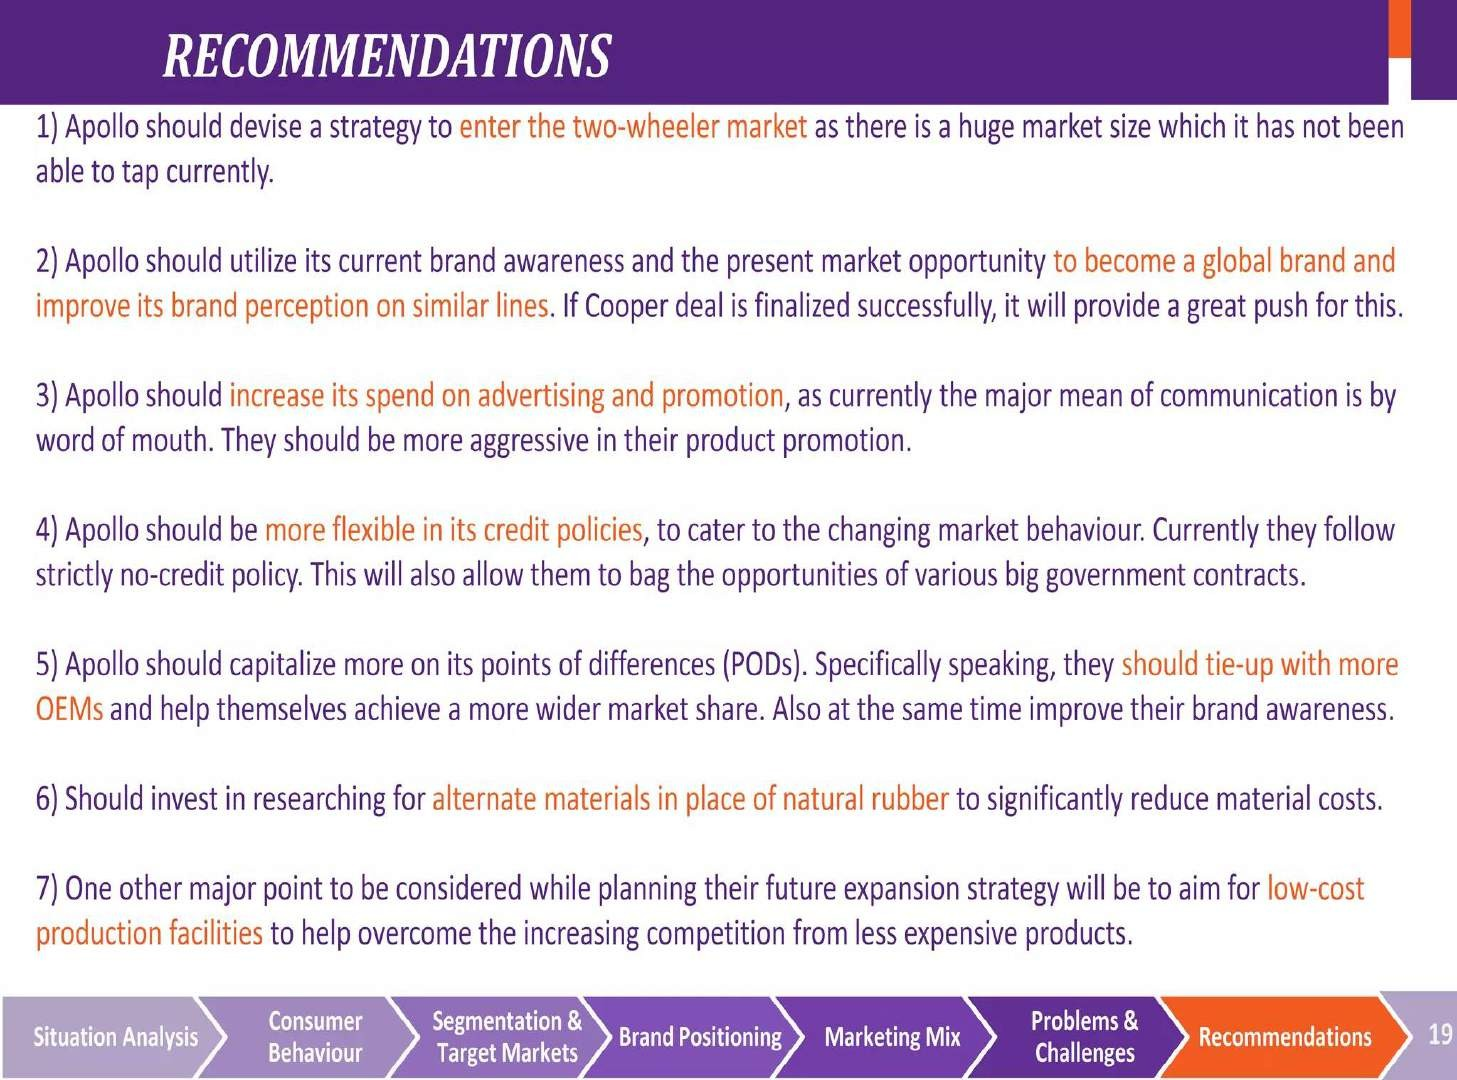 RECOMMENDATIONS
1) Apollo should devise a strategy to enter the two-wheeler market as there is a huge market size which it has not been
able to tap currently.
2) Apollo should utilize its current brand awareness and the present market opportunity to become a global brand and
improve its brand perception on similar lines. If Cooper deal is finalized successfully, it will provide a great push for this.
3) Apollo should increase its spend on advertising and promotion, as currently the major mean of communication is by
word of mouth. They should be more aggressive in their product promotion.
4) Apollo should be more flexible in its credit policies, to cater to the changing market behaviour. Currently they follow
strictly no-credit policy. This will also allow them to bag the opportunities of various big government contracts.
5) Apollo should capitalize more on its points of differences (PODs). Specifically speaking, they should tie-up with more
OEMs and help themselves achieve a more wider market share. Also at the same time improve their brand awareness.
6) Should invest in researching for alternate materials in place of natural rubber to significantly reduce material costs.
7) One other major point to be considered while planning their future expansion strategy will be to aim for low-cost
production facilities to help overcome the increasing competition from less expensive products.
Situation Analysis
Consumer
Behaviour
Segmentation &
Target Markets
Brand Positioning
Marketing Mix
Problems &
Challenges
Recommendations
19